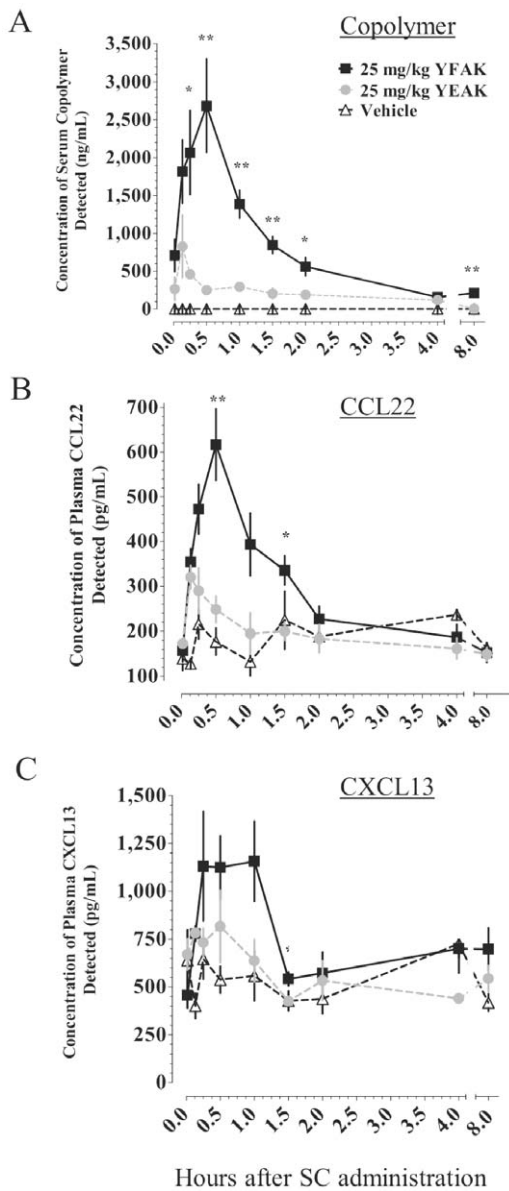 A
Copolymer
25 mg/kg YFAK
25 mg/kg YEAK
Vehicle
Concentration of Serum Copolymer
Detected (ng/mL)
3,500
3,000
2,500
2,000
1,500
1,000
500
0
* ** ** ** * **
0.0 0.5 1.0 1.5 2.0 2.5 3.0 3.5 4.0 8.0
B
CCL22
Concentration of Plasma CCL22
Detected (pg/mL)
700
600
500
400
300
200
100
** *
0.0 0.5 1.0 1.5 2.0 2.5 3.0 3.5 4.0 8.0
C
CXCL13
Concentration of Plasma CXCL13
Detected (pg/mL)
1,500
1,250
1,000
750
500
250
0
*
0.0 0.5 1.0 1.5 2.0 2.5 3.0 3.5 4.0 8.0
Hours after SC administration